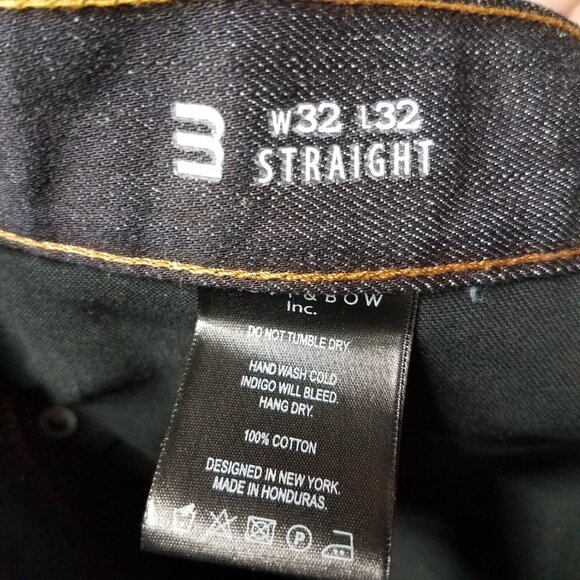 W32 L32
STRAIGHT
& BOW
Inc.
DO NOT TUMBLE DRY.
HAND WASH COLD
INDIGO WILL BLEED.
HANG DRY.
100% COTTON
DESIGNED IN NEW YORK.
MADE IN HONDURAS.
P